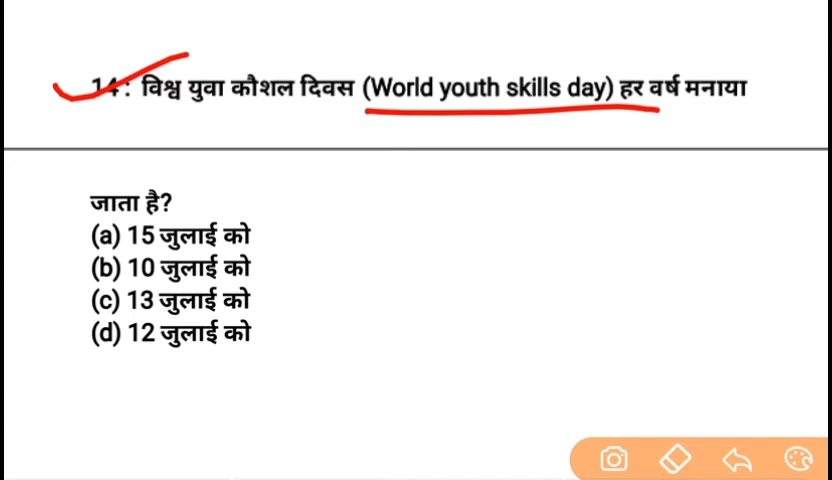 14: विश्व युवा कौशल दिवस (World youth skills day) हर वर्ष मनाया
जाता है?
(a) 15 जुलाई को
(b) 10 जुलाई को
(c) 13 जुलाई को
(d) 12 जुलाई को